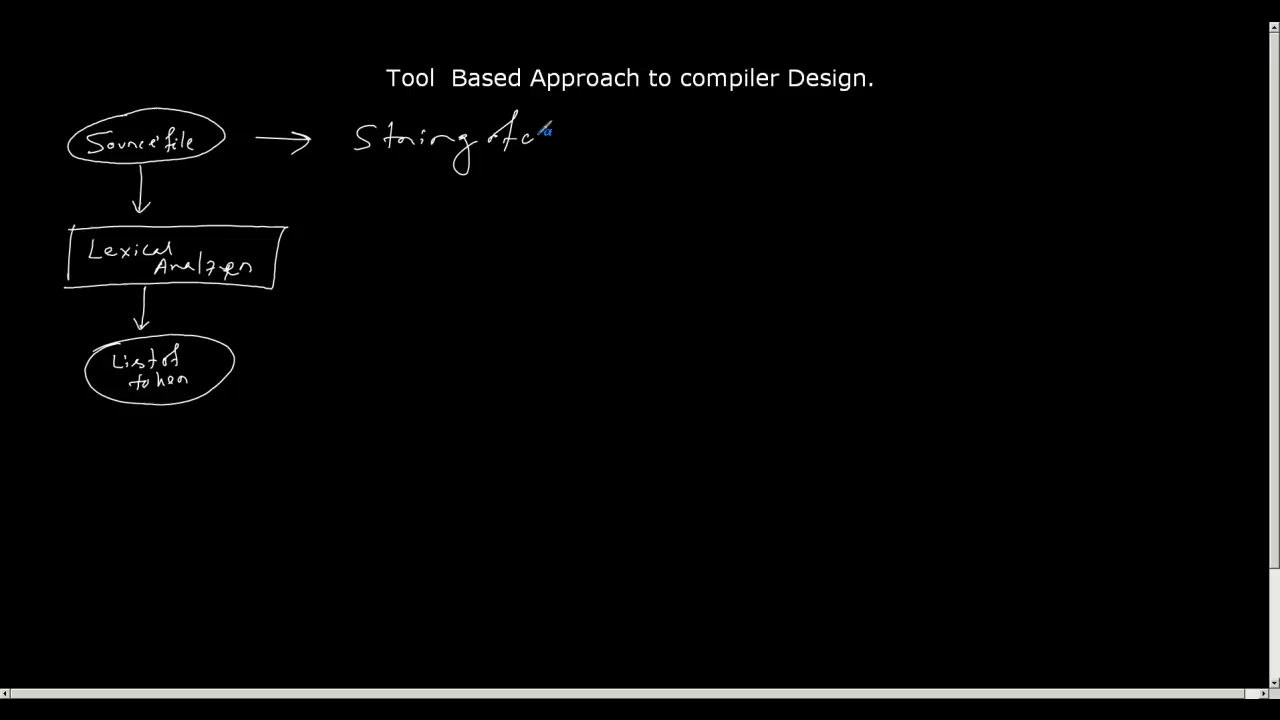 Tool Based Approach to compiler Design.
Source file → String of c
Lexical
Analyzer
List of
token